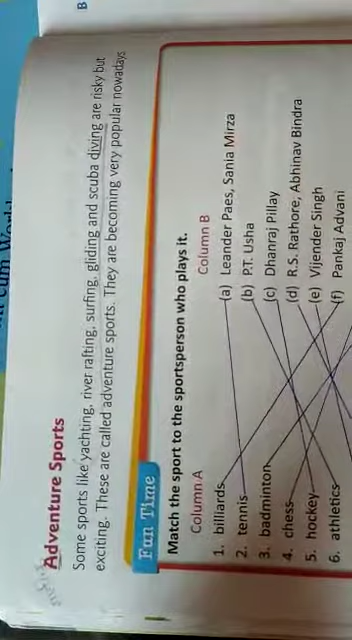 Adventure Sports
Some sports like yachting, river rafting, surfing, gliding and scuba diving are risky but
exciting. These are called adventure sports. They are becoming very popular nowadays
Fun Time
Match the sport to the sportsperson who plays it.
Column A Column B
1. billiards (a) Leander Paes, Sania Mirza
2. tennis (b) P.T. Usha
3. badminton (c) Dhanraj Pillay
4. chess (d) R.S. Rathore, Abhinav Bindra
5. hockey (e) Vijender Singh
6. athletics (f) Pankaj Advani